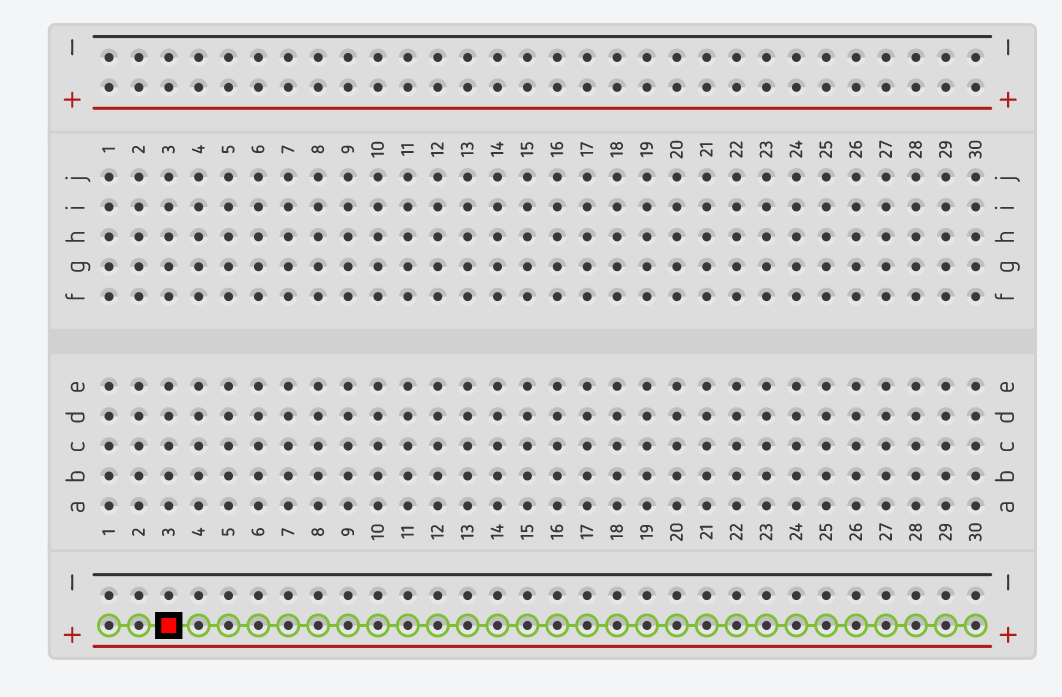 − −
+ +
1 2 3 4 5 6 7 8 9 10 11 12 13 14 15 16 17 18 19 20 21 22 23 24 25 26 27 28 29 30
j j
i i
h h
g g
f f
e e
d d
c c
b b
a a
1 2 3 4 5 6 7 8 9 10 11 12 13 14 15 16 17 18 19 20 21 22 23 24 25 26 27 28 29 30
− −
+ +